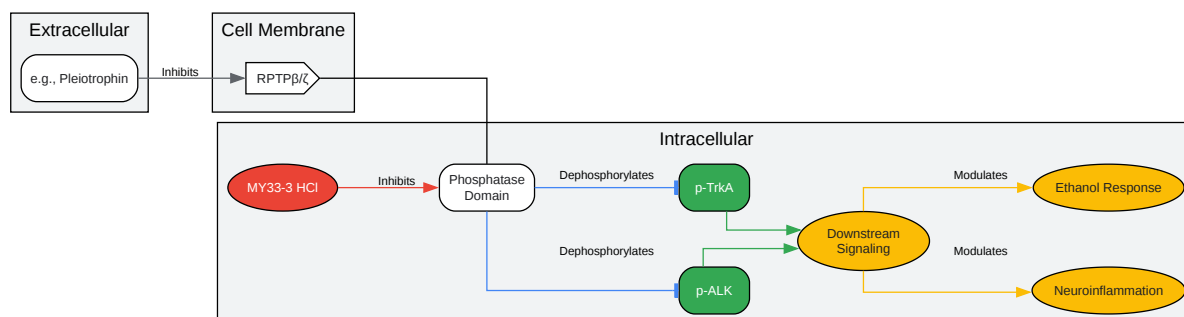 Extracellular
Cell Membrane
e.g., Pleiotrophin
Inhibits
RPTPβ/ζ
Intracellular
MY33-3 HCl
Inhibits
Phosphatase
Domain
Dephosphorylates
p-TrkA
Modulates
Ethanol Response
Downstream
Signaling
Dephosphorylates
Modulates
p-ALK
Neuroinflammation